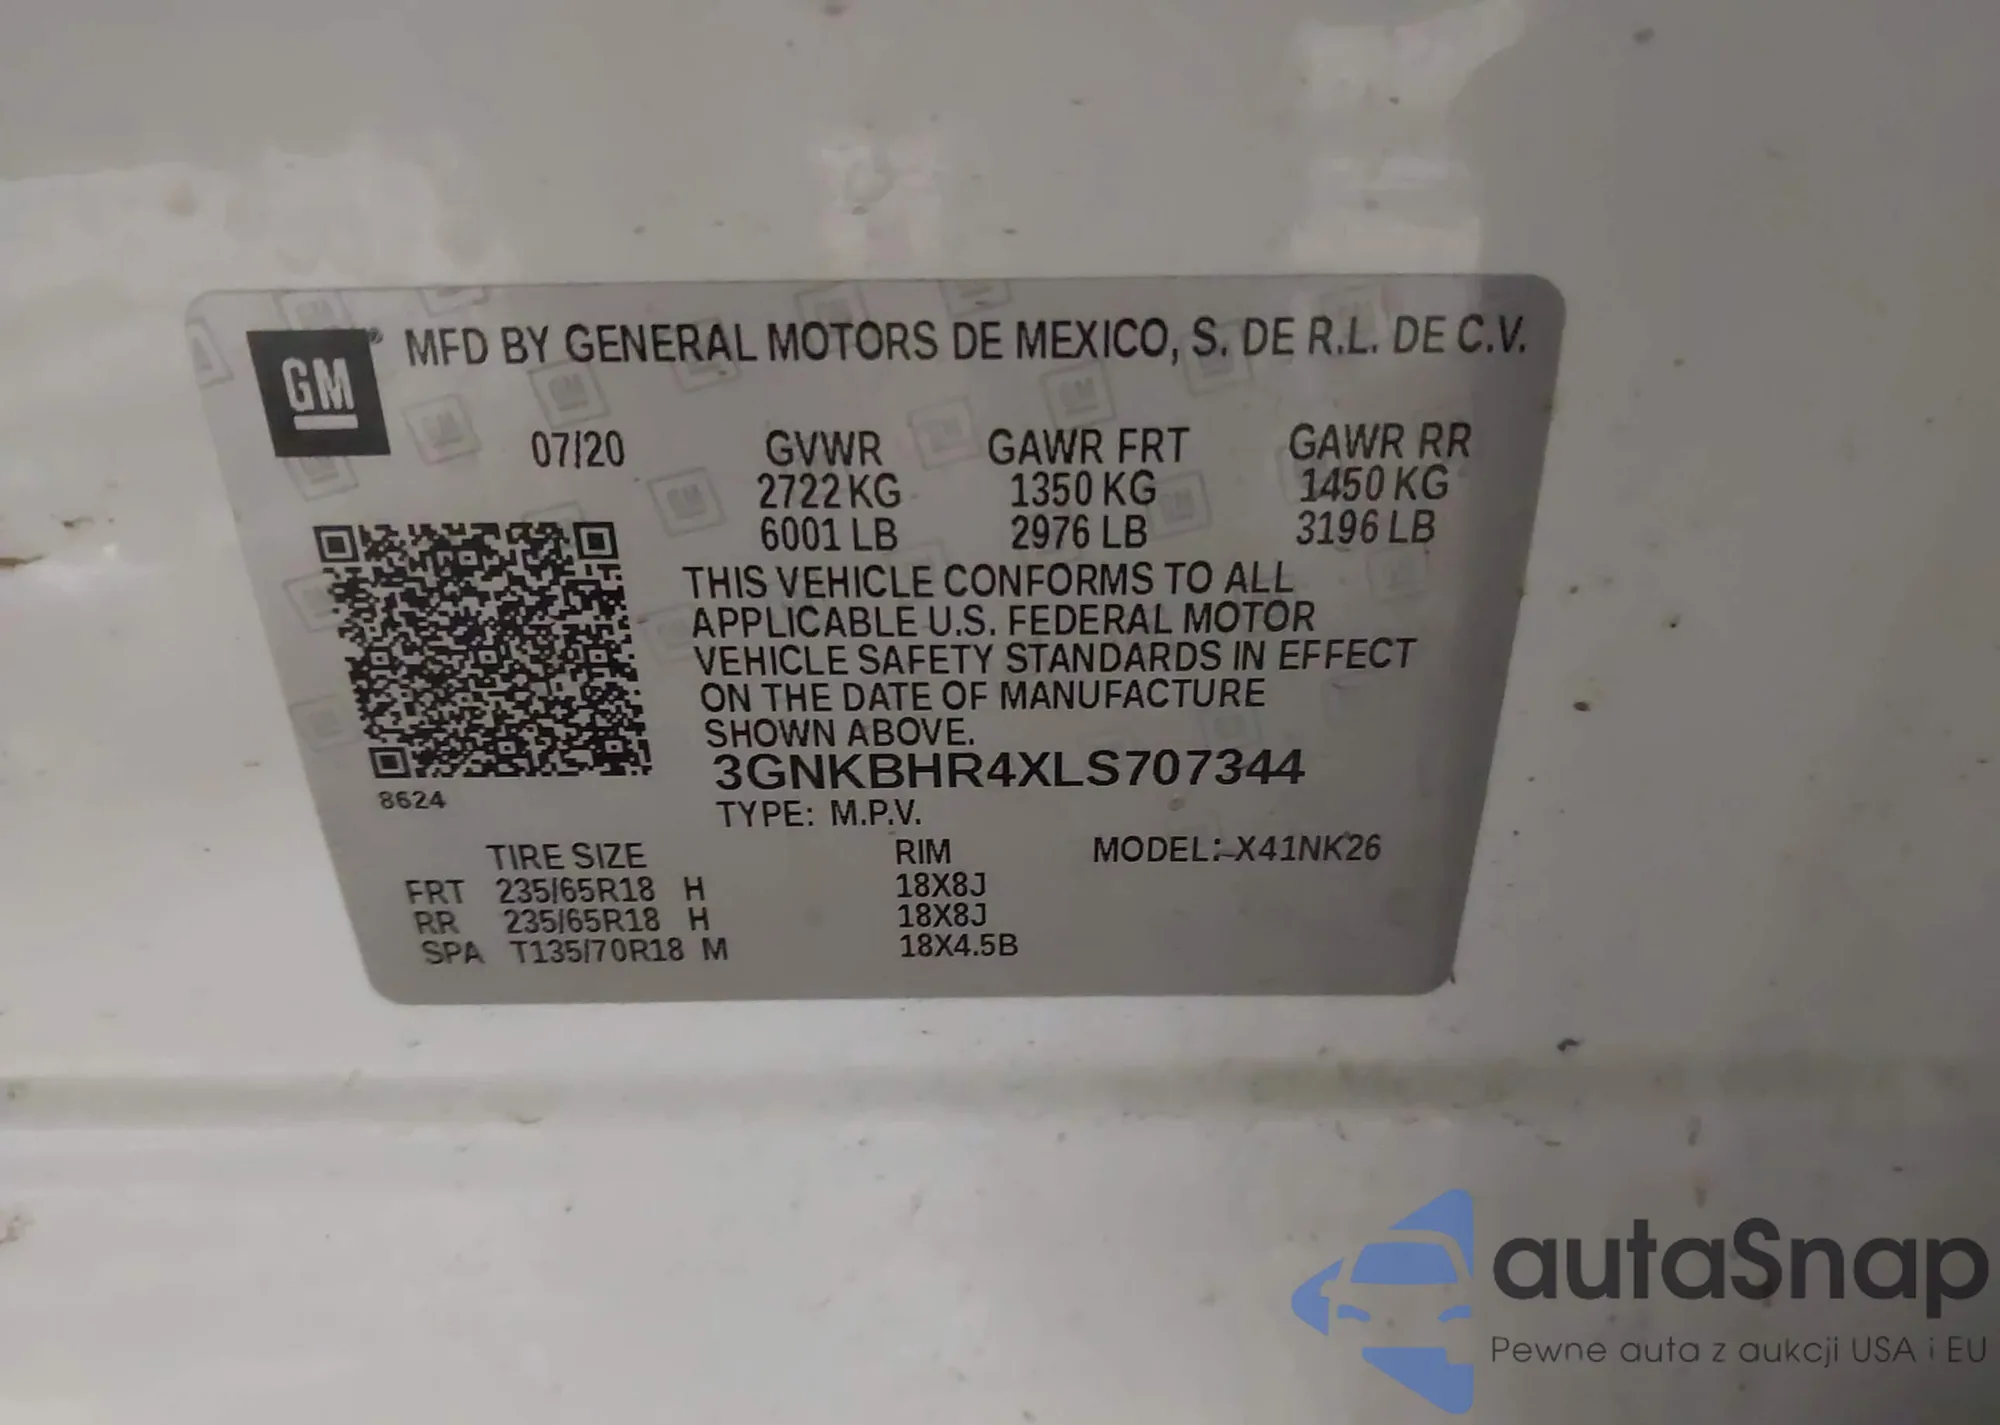 GM ® MFD BY GENERAL MOTORS DE MEXICO, S. DE R.L. DE C.V.
07/20 GVWR GAWR FRT GAWR RR
2722 KG 1350 KG 1450 KG
6001 LB 2976 LB 3196 LB
THIS VEHICLE CONFORMS TO ALL
APPLICABLE U.S. FEDERAL MOTOR
VEHICLE SAFETY STANDARDS IN EFFECT
ON THE DATE OF MANUFACTURE
SHOWN ABOVE.
3GNKBHR4XLS707344
8624
TYPE: M.P.V.
TIRE SIZE RIM MODEL: X41NK26
FRT 235/65R18 H 18X8J
RR 235/65R18 H 18X8J
SPA T135/70R18 M 18X4.5B
autaSnap
Pewne auta z aukcji USA i EU